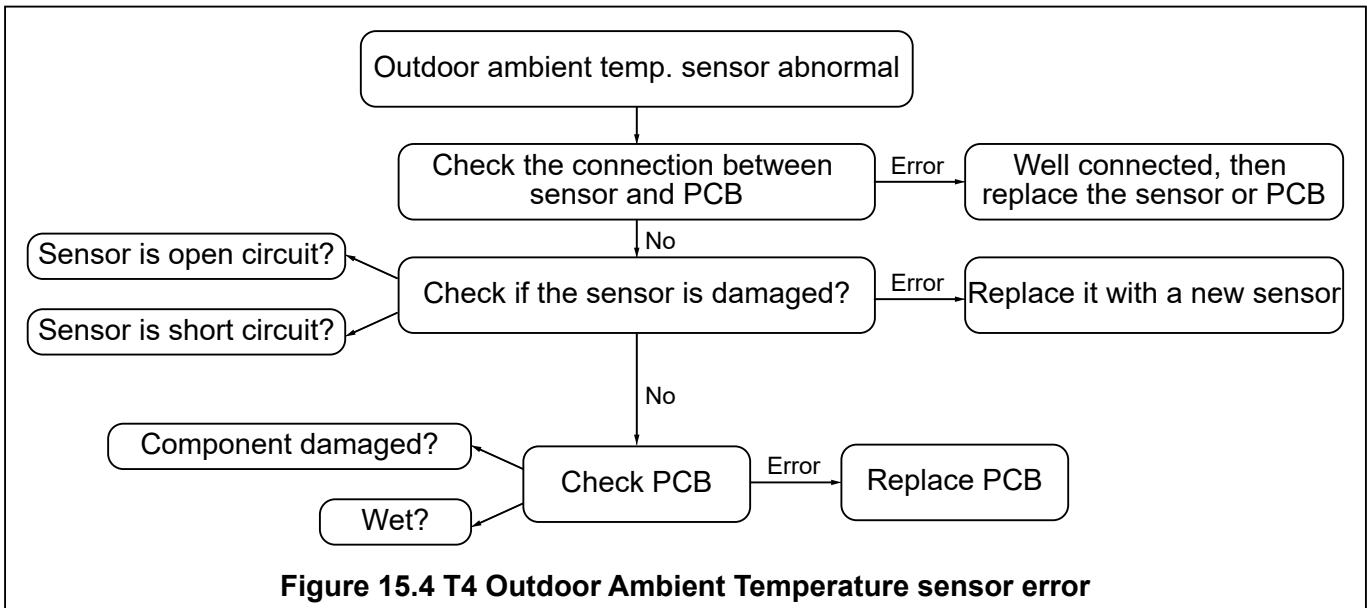 Outdoor ambient temp. sensor abnormal
Check the connection between
sensor and PCB
Error
Well connected, then
replace the sensor or PCB
No
Sensor is open circuit?
Sensor is short circuit?
Check if the sensor is damaged?
Error
Replace it with a new sensor
No
Component damaged?
Wet?
Check PCB
Error
Replace PCB
Figure 15.4 T4 Outdoor Ambient Temperature sensor error